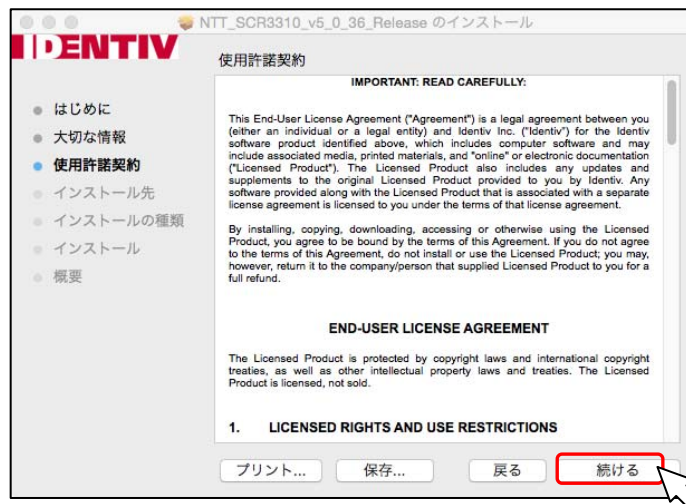 NTT_SCR3310_v5_0_36_Release のインストール
IDENTIV
使用許諾契約
はじめに
大切な情報
使用許諾契約
インストール先
インストールの種類
インストール
概要
IMPORTANT: READ CAREFULLY:
This End-User License Agreement ("Agreement") is a legal agreement between you
(either an individual or a legal entity) and Identiv Inc. ("Identiv") for the Identiv
software product identified above, which includes computer software and may
include associated media, printed materials, and "online" or electronic documentation
("Licensed Product"). The Licensed Product also includes any updates and
supplements to the original Licensed Product provided to you by Identiv. Any
software provided along with the Licensed Product that is associated with a separate
license agreement is licensed to you under the terms of that license agreement.
By installing, copying, downloading, accessing or otherwise using the Licensed
Product, you agree to be bound by the terms of this Agreement. If you do not agree
to the terms of this Agreement, do not install or use the Licensed Product; you may,
however, return it to the company/person that supplied Licensed Product to you for a
full refund.
END-USER LICENSE AGREEMENT
The Licensed Product is protected by copyright laws and international copyright
treaties, as well as other intellectual property laws and treaties. The Licensed
Product is licensed, not sold.
1. LICENSED RIGHTS AND USE RESTRICTIONS
プリント...
保存...
戻る
続ける